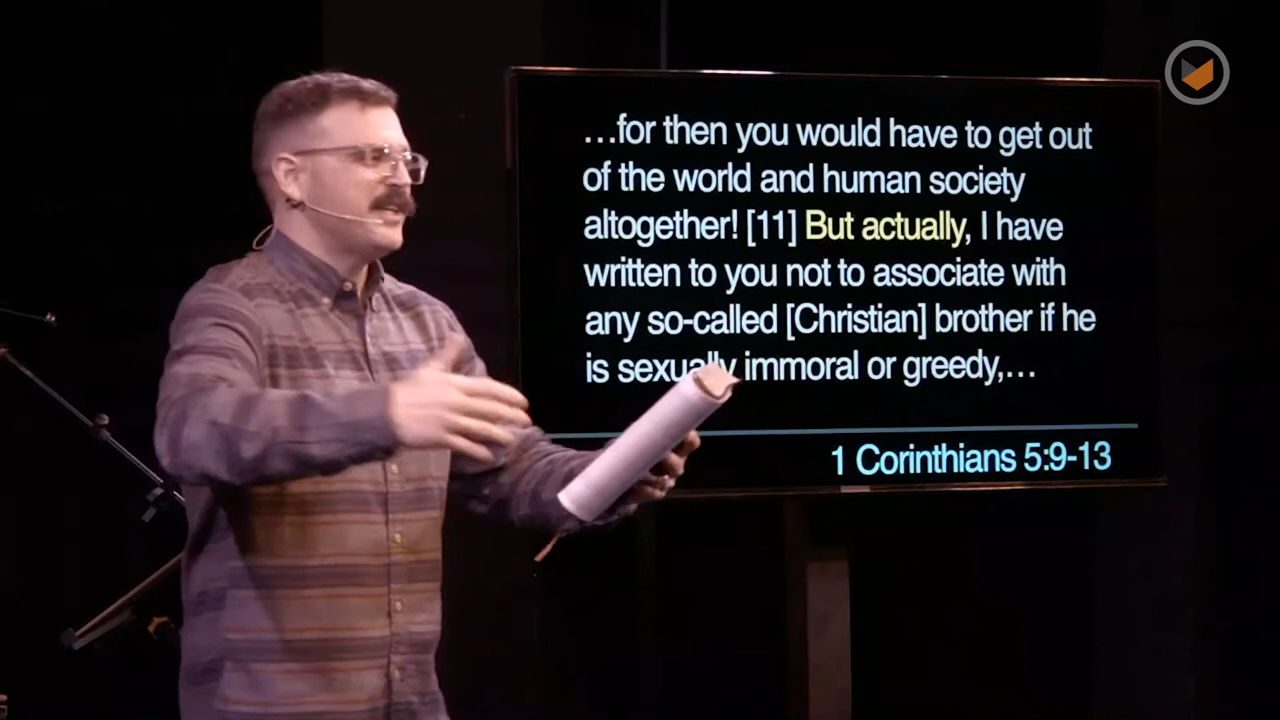 …for then you would have to get out
of the world and human society
altogether! [11] But actually, I have
written to you not to associate with
any so-called [Christian] brother if he
is sexually immoral or greedy,…
1 Corinthians 5:9-13